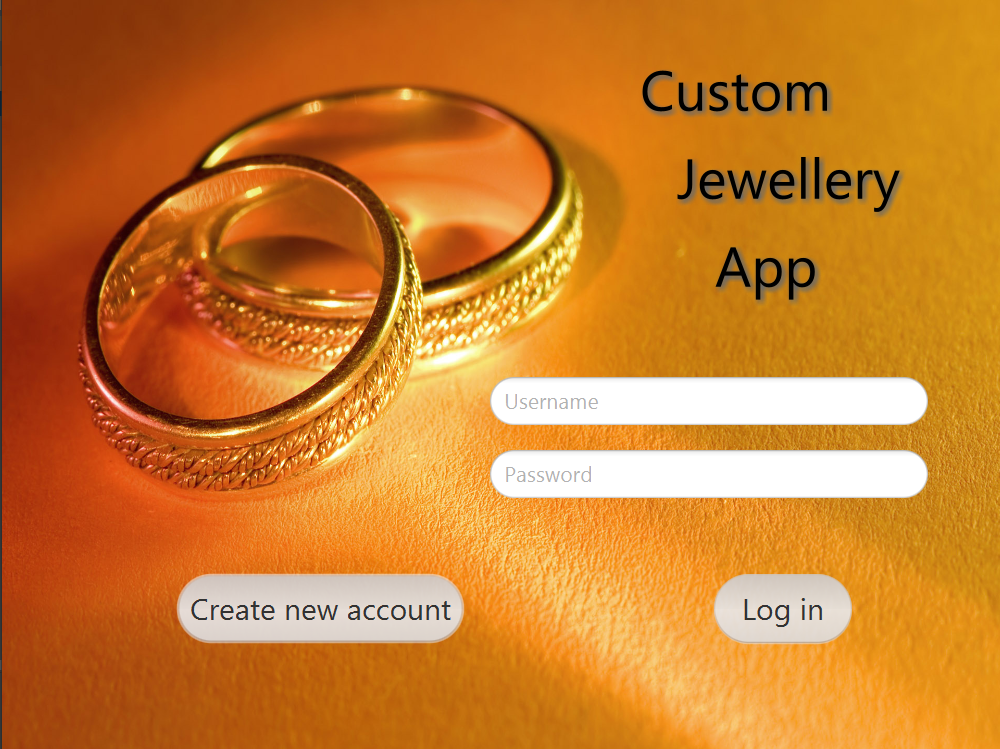 Custom
Jewellery
App
Username
Password
Create new account
Log in